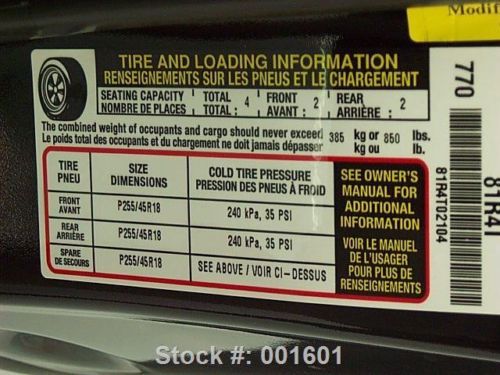 Modif
TIRE AND LOADING INFORMATION
RENSEIGNEMENTS SUR LES PNEUS ET LE CHARGEMENT
SEATING CAPACITY TOTAL : 4 FRONT : 2 REAR : 2
NOMBRE DE PLACES TOTAL : 4 AVANT : 2 ARRIÈRE : 2
The combined weight of occupants and cargo should never exceed 385 kg or 850 lbs.
Le poids total des occupants et du chargement ne doit jamais dépasser 385 kg ou 850 lb.
TIRE SIZE COLD TIRE PRESSURE
PNEU DIMENSIONS PRESSION DES PNEUS À FROID
FRONT
AVANT P255/45R18 240 kPa, 35 PSI
REAR
ARRIÈRE P255/45R18 240 kPa, 35 PSI
SPARE
DE SECOURS P255/45R18 SEE ABOVE / VOIR CI-DESSUS
SEE OWNER'S
MANUAL FOR
ADDITIONAL
INFORMATION
VOIR LE MANUEL
DE L'USAGER
POUR PLUS DE
RENSEIGNEMENTS
770
81R4T02104
81R4T
Stock #: 001601